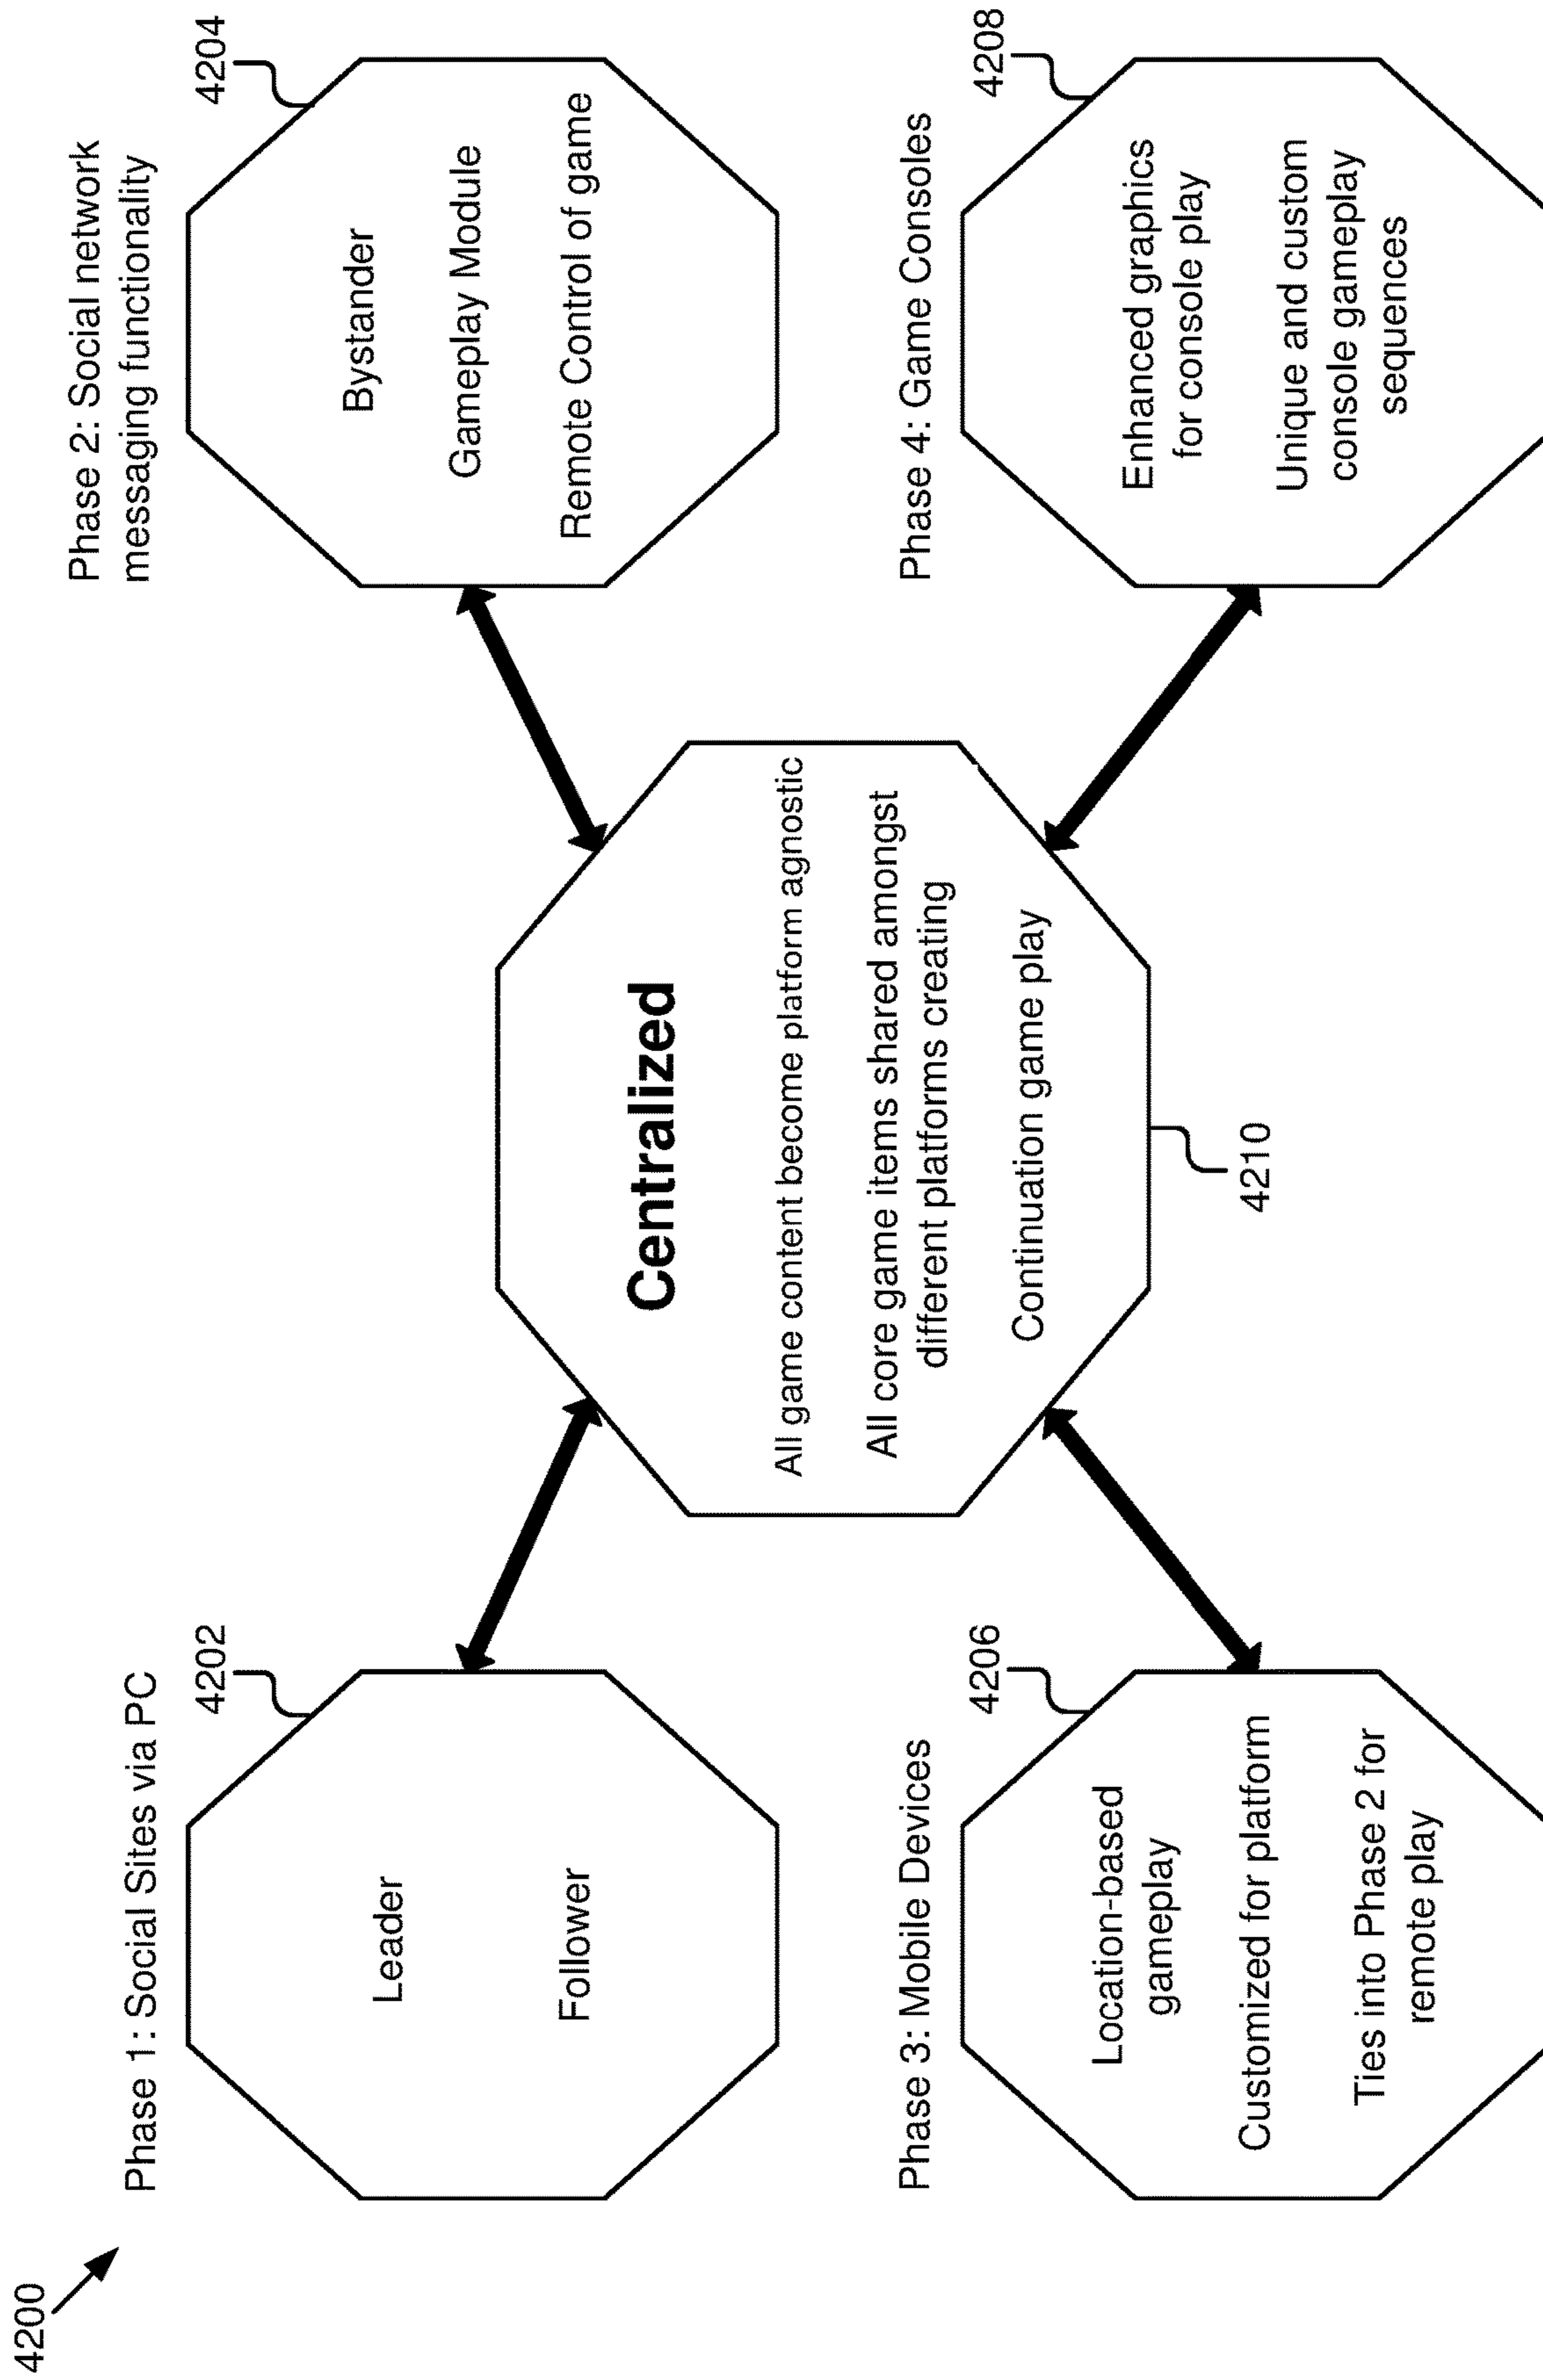 4200
Phase 1: Social Sites via PC
4202
Leader
Follower
Phase 2: Social network
messaging functionality
4204
Bystander
Gameplay Module
Remote Control of game
Centralized
All game content become platform agnostic
All core game items shared amongst
different platforms creating
Continuation game play
4210
Phase 3: Mobile Devices
4206
Location-based
gameplay
Customized for platform
Ties into Phase 2 for
remote play
Phase 4: Game Consoles
4208
Enhanced graphics
for console play
Unique and custom
console gameplay
sequences